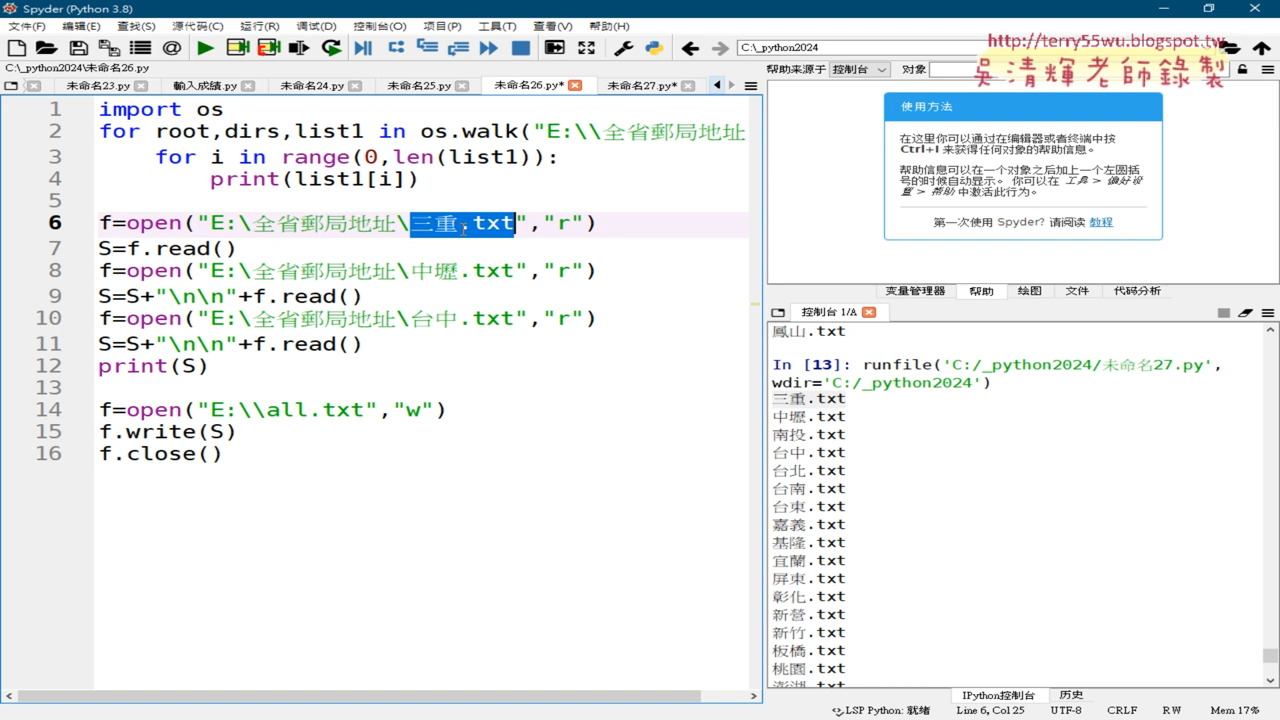 Spyder (Python 3.8)
文件(F) 编辑(E) 查找(S) 源代码(C) 运行(R) 调试(D) 控制台(O) 项目(P) 工具(T) 查看(V) 帮助(H)
C:\_python2024
http://terry55wu.blogspot.tw
吳清輝老師錄製
C:\_python2024\未命名26.py
帮助来源于 控制台 对象
未命名23.py 輸入成績.py 未命名24.py 未命名25.py 未命名26.py* 未命名27.py*
1 import os
2 for root,dirs,list1 in os.walk("E:\\全省郵局地址
3 for i in range(0,len(list1)):
4 print(list1[i])
5
6 f=open("E:\全省郵局地址\三重.txt","r")
7 S=f.read()
8 f=open("E:\全省郵局地址\中壢.txt","r")
9 S=S+"\n\n"+f.read()
10 f=open("E:\全省郵局地址\台中.txt","r")
11 S=S+"\n\n"+f.read()
12 print(S)
13
14 f=open("E:\\all.txt","w")
15 f.write(S)
16 f.close()
使用方法
在这里你可以通过在编辑器或者终端中按
Ctrl+I 来获得任何对象的帮助信息。
帮助信息可以在一个对象之后加上一个左圆括
号的时候自动显示。 你可以在 工具 > 偏好设
置 > 帮助 中激活此行为。
第一次使用 Spyder? 请阅读 教程
变量管理器 帮助 绘图 文件 代码分析
控制台 1/A
鳳山.txt
In [13]: runfile('C:/_python2024/未命名27.py',
wdir='C:/_python2024')
三重.txt
中壢.txt
南投.txt
台中.txt
台北.txt
台南.txt
台東.txt
嘉義.txt
基隆.txt
宜蘭.txt
屏東.txt
彰化.txt
新營.txt
新竹.txt
板橋.txt
桃園.txt
澎湖.txt
IPython控制台 历史
LSP Python: 就绪 Line 6, Col 25 UTF-8 CRLF RW Mem 17%